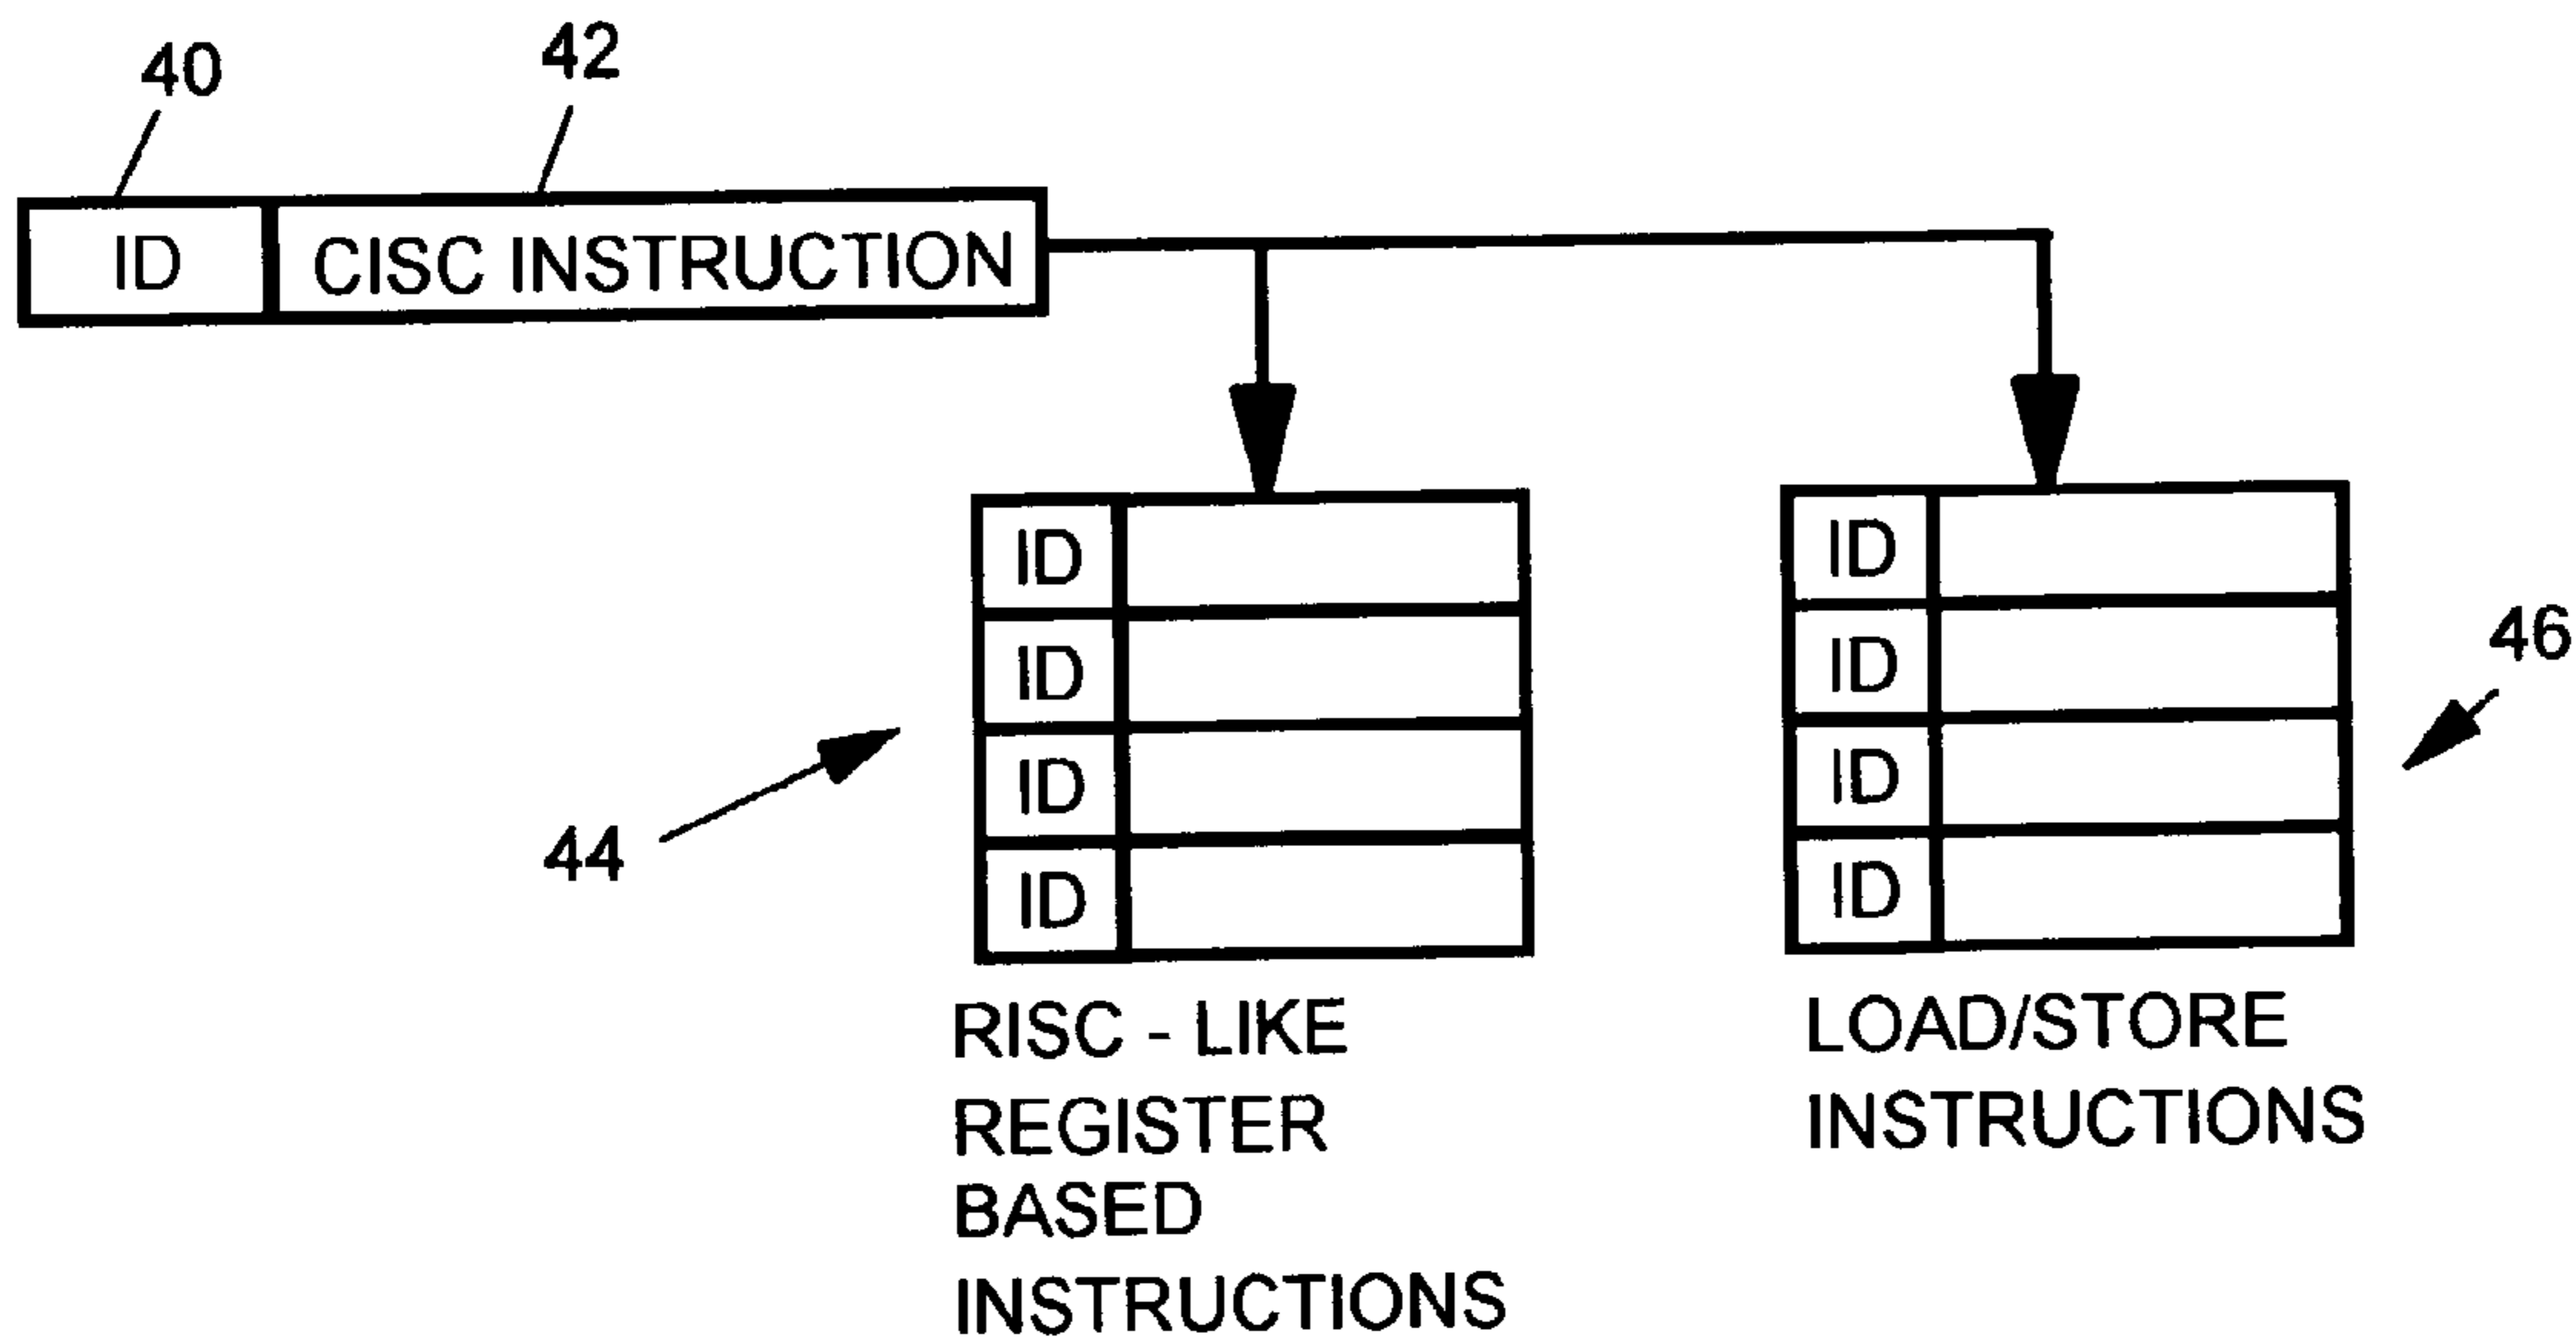 40
42
ID CISC INSTRUCTION
ID
ID
ID
ID
ID
ID
ID
ID
44
46
RISC - LIKE
REGISTER
BASED
INSTRUCTIONS
LOAD/STORE
INSTRUCTIONS